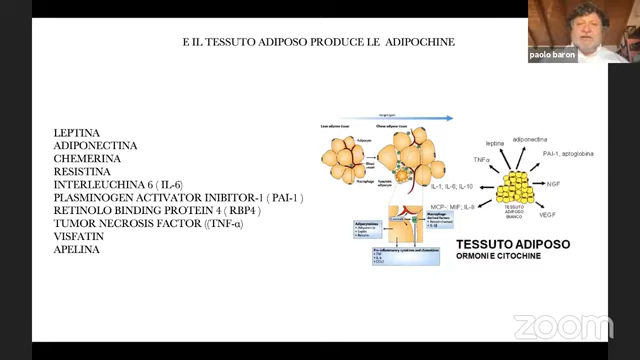 E IL TESSUTO ADIPOSO PRODUCE LE ADIPOCHINE
paolo baron
LEPTINA
ADIPONECTINA
CHEMERINA
RESISTINA
INTERLEUCHINA 6 ( IL-6)
PLASMINOGEN ACTIVATOR INIBITOR-1 ( PAI-1 )
RETINOLO BINDING PROTEIN 4 ( RBP4 )
TUMOR NECROSIS FACTOR ((TNF-α)
VISFATIN
APELINA
Lean adipose tissue
Obese adipose tissue
Adipocyte
Macrophage
leptina
adiponectina
TNFα
PAI-1, aptoglobina
IL-1; IL-6; IL-10
NGF
MCP-; MIF; IL-8
VEGF
TESSUTO
ADIPOSO
BIANCO
TESSUTO ADIPOSO
ORMONI E CITOCHINE
zoom